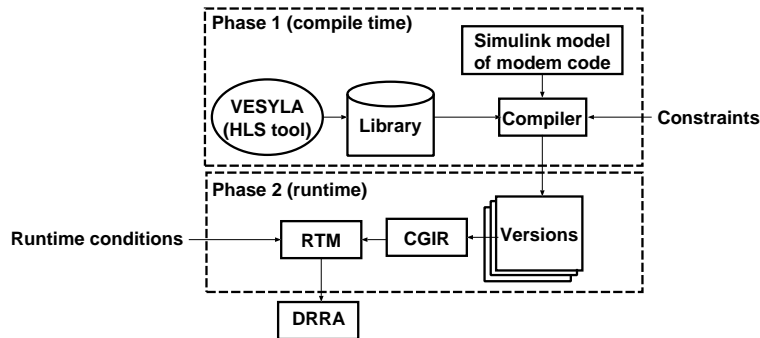 Phase 1 (compile time)
Simulink model
of modem code
VESYLA
(HLS tool)
Library
Compiler
Constraints
Phase 2 (runtime)
Runtime conditions
RTM
CGIR
Versions
DRRA